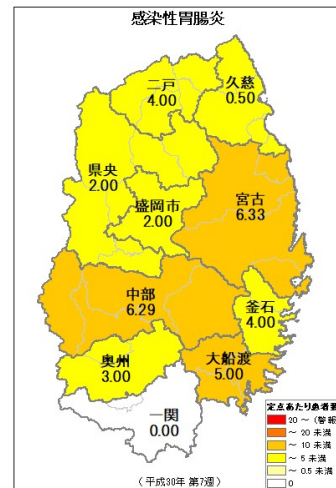 感染性胃腸炎
二戸
4.00
久慈
0.50
県央
2.00
盛岡市
2.00
宮古
6.33
中部
6.29
釜石
4.00
奥州
3.00
大船渡
5.00
一関
0.00
定点あたり患者数
20 ～ (警報
～ 20 未満
～ 10 未満
～ 5 未満
～ 0.5 未満
0
(平成30年 第7週)